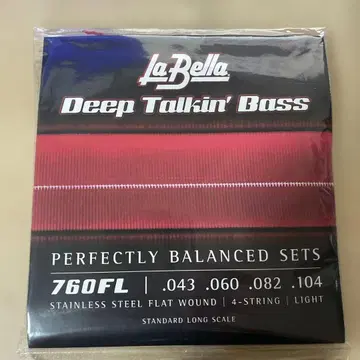 La Bella
Deep Talkin' Bass
PERFECTLY BALANCED SETS
760FL | .043 .060 .082 .104
STAINLESS STEEL FLAT WOUND | 4-STRING | LIGHT
STANDARD LONG SCALE